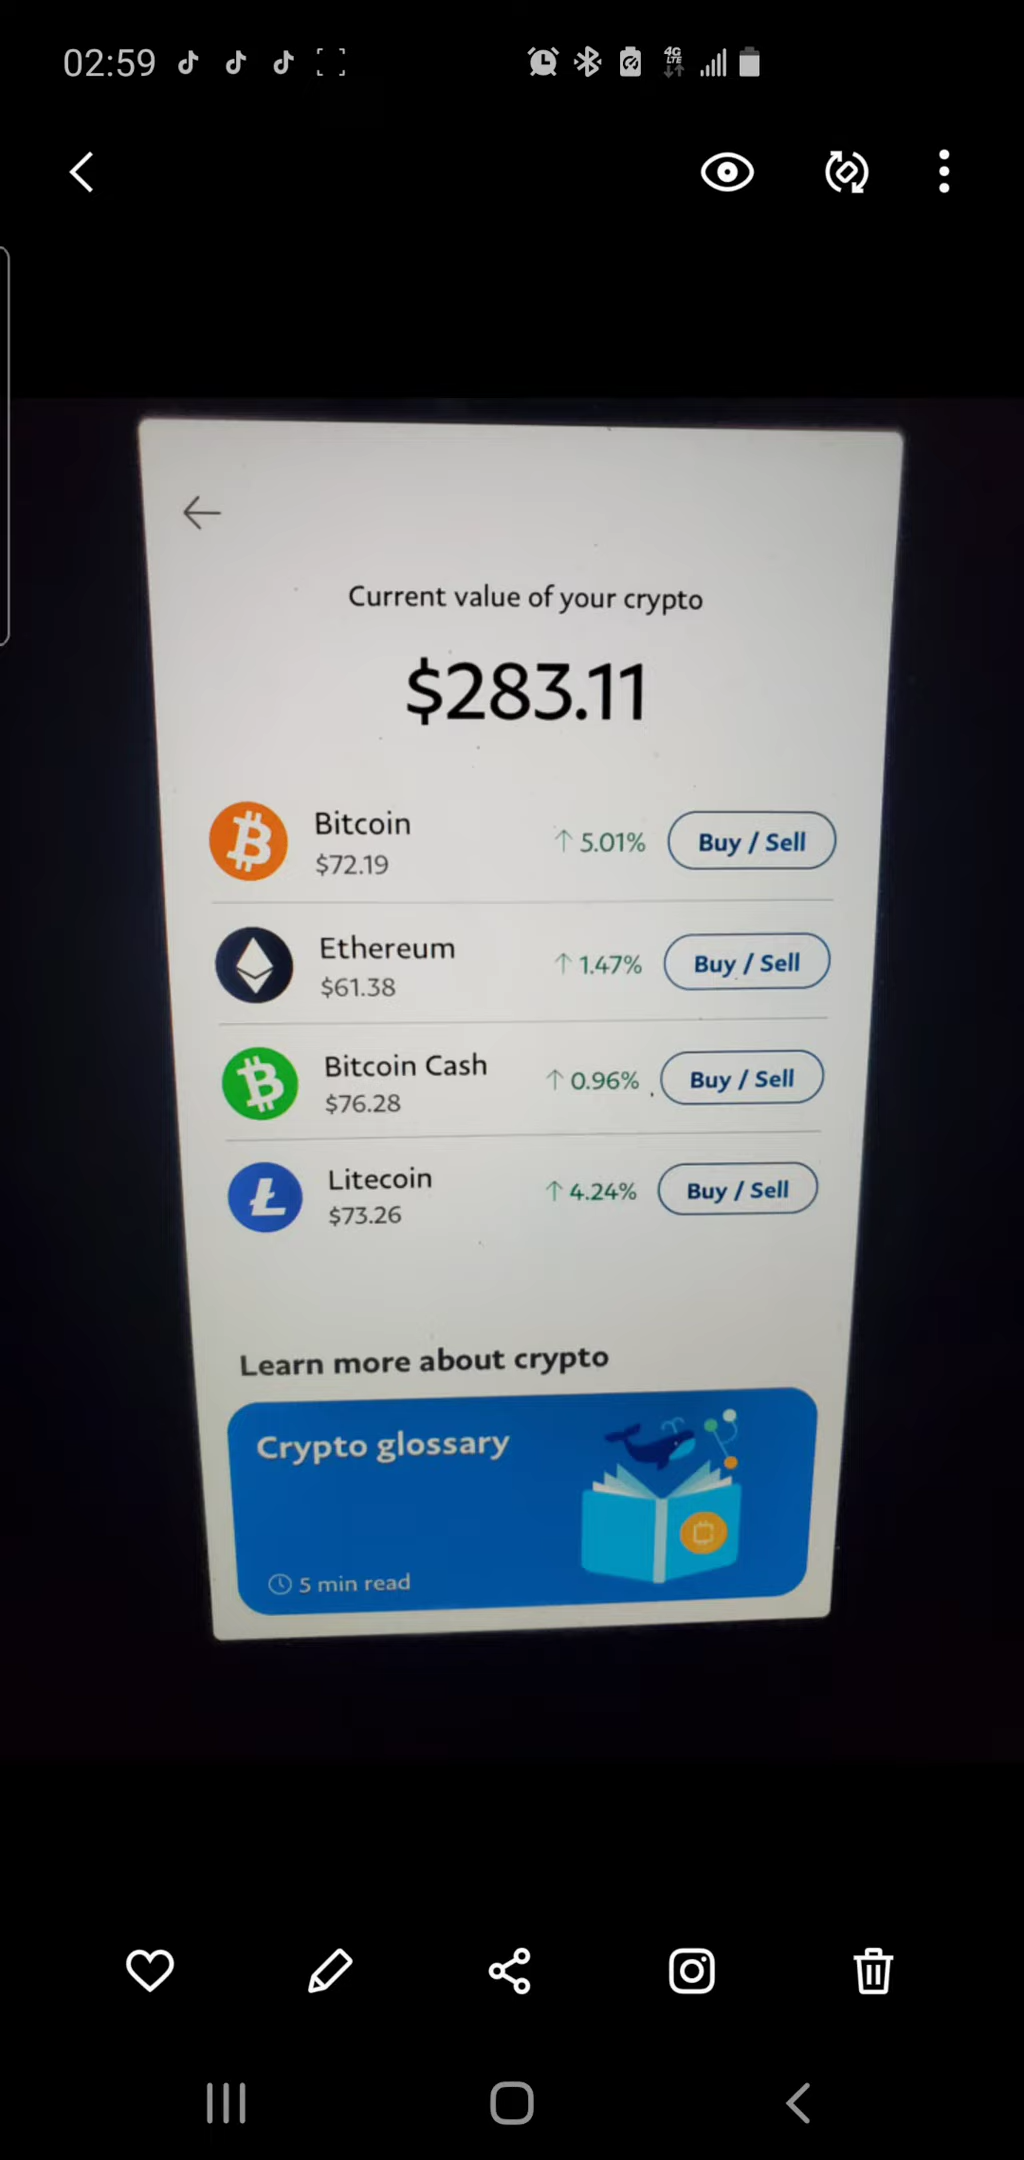 02:59
4G
LTE
Current value of your crypto
$283.11
Bitcoin
$72.19
↑ 5.01%
Buy / Sell
Ethereum
$61.38
↑ 1.47%
Buy / Sell
Bitcoin Cash
$76.28
↑ 0.96%
Buy / Sell
Litecoin
$73.26
↑ 4.24%
Buy / Sell
Learn more about crypto
Crypto glossary
5 min read